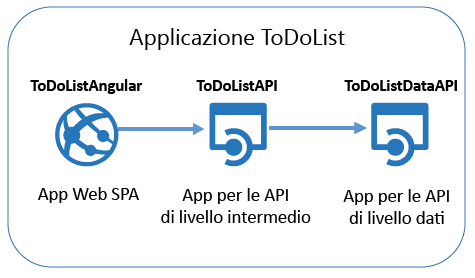 Applicazione ToDoList
ToDoListAngular
ToDoListAPI
ToDoListDataAPI
App Web SPA
App per le API
di livello intermedio
App per le API
di livello dati